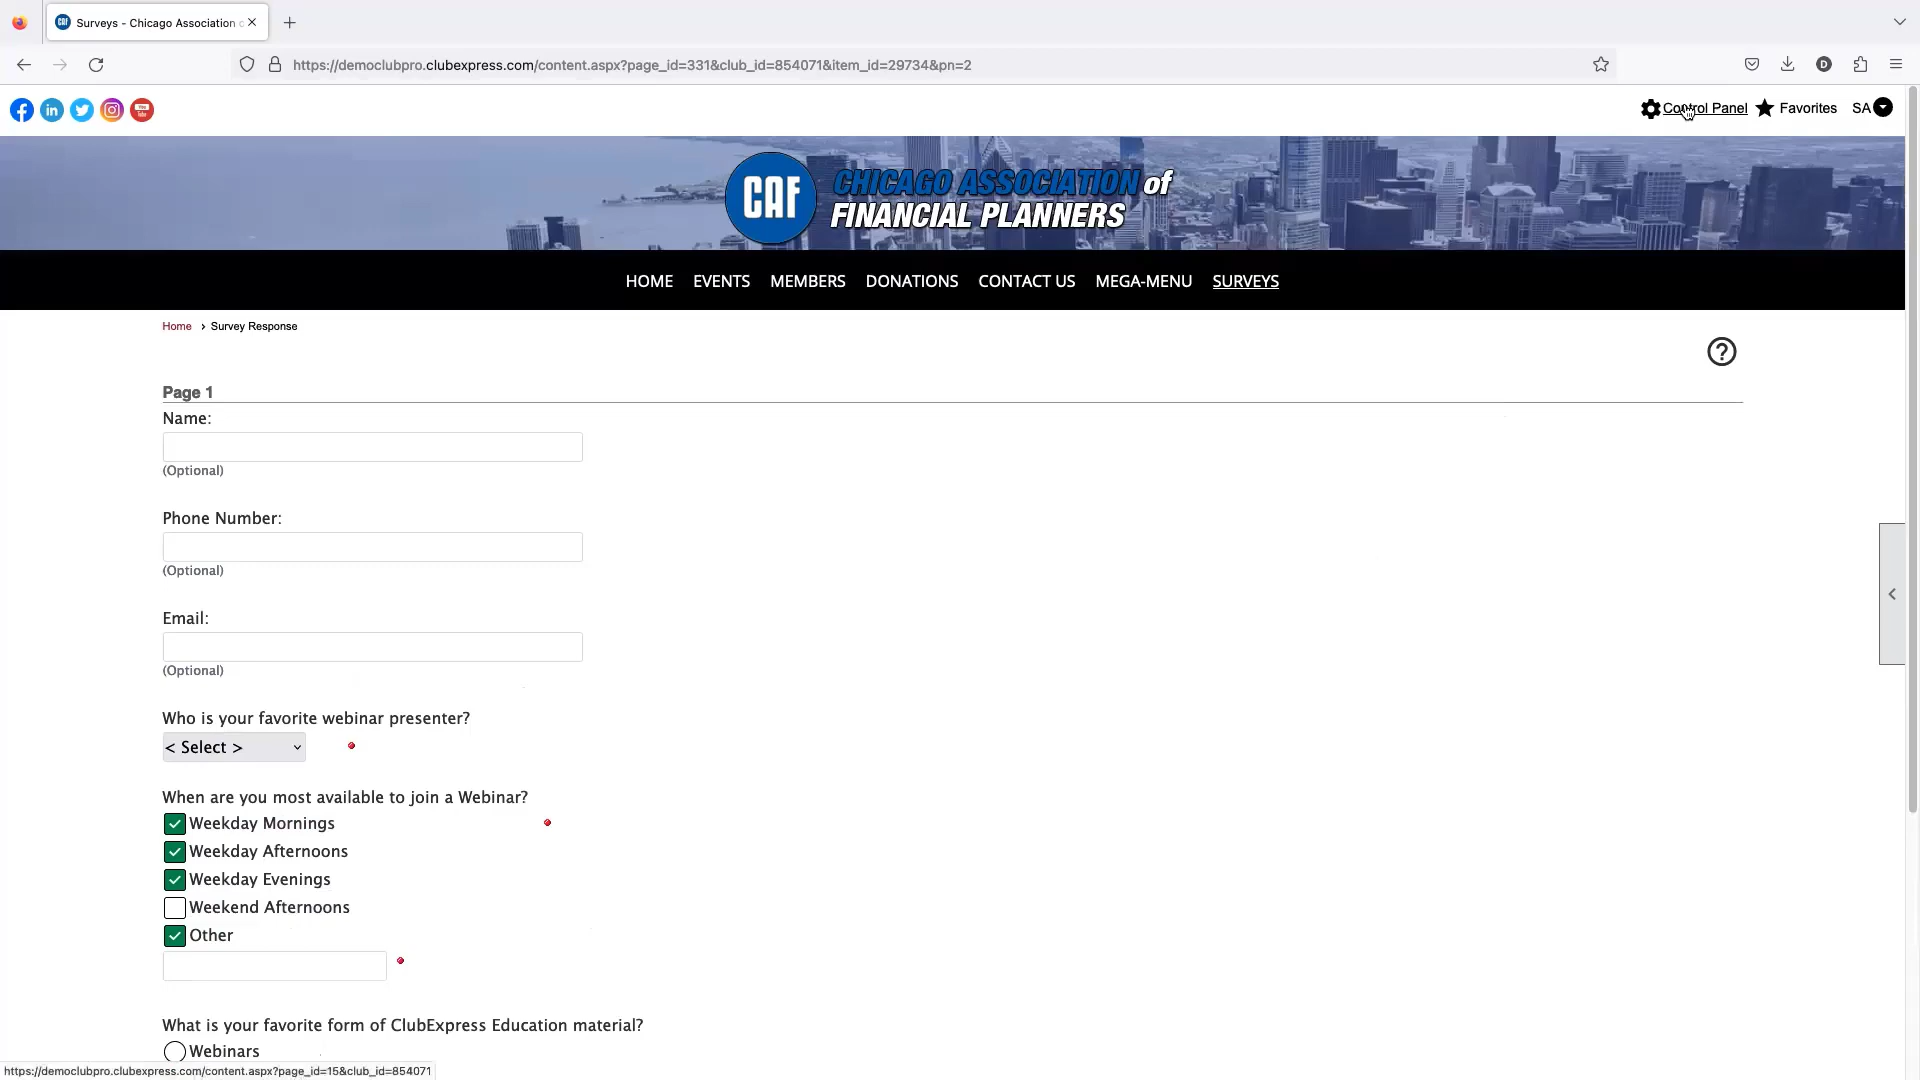 Surveys - Chicago Association
https://democlubpro.clubexpress.com/content.aspx?page_id=331&club_id=854071&item_id=29734&pn=2
Control Panel Favorites SA
CAF CHICAGO ASSOCIATION of
FINANCIAL PLANNERS
HOME EVENTS MEMBERS DONATIONS CONTACT US MEGA-MENU SURVEYS
Home › Survey Response
Page 1
Name:
(Optional)
Phone Number:
(Optional)
Email:
(Optional)
Who is your favorite webinar presenter?
< Select >
When are you most available to join a Webinar?
Weekday Mornings
Weekday Afternoons
Weekday Evenings
Weekend Afternoons
Other
What is your favorite form of ClubExpress Education material?
Webinars
https://democlubpro.clubexpress.com/content.aspx?page_id=15&club_id=854071